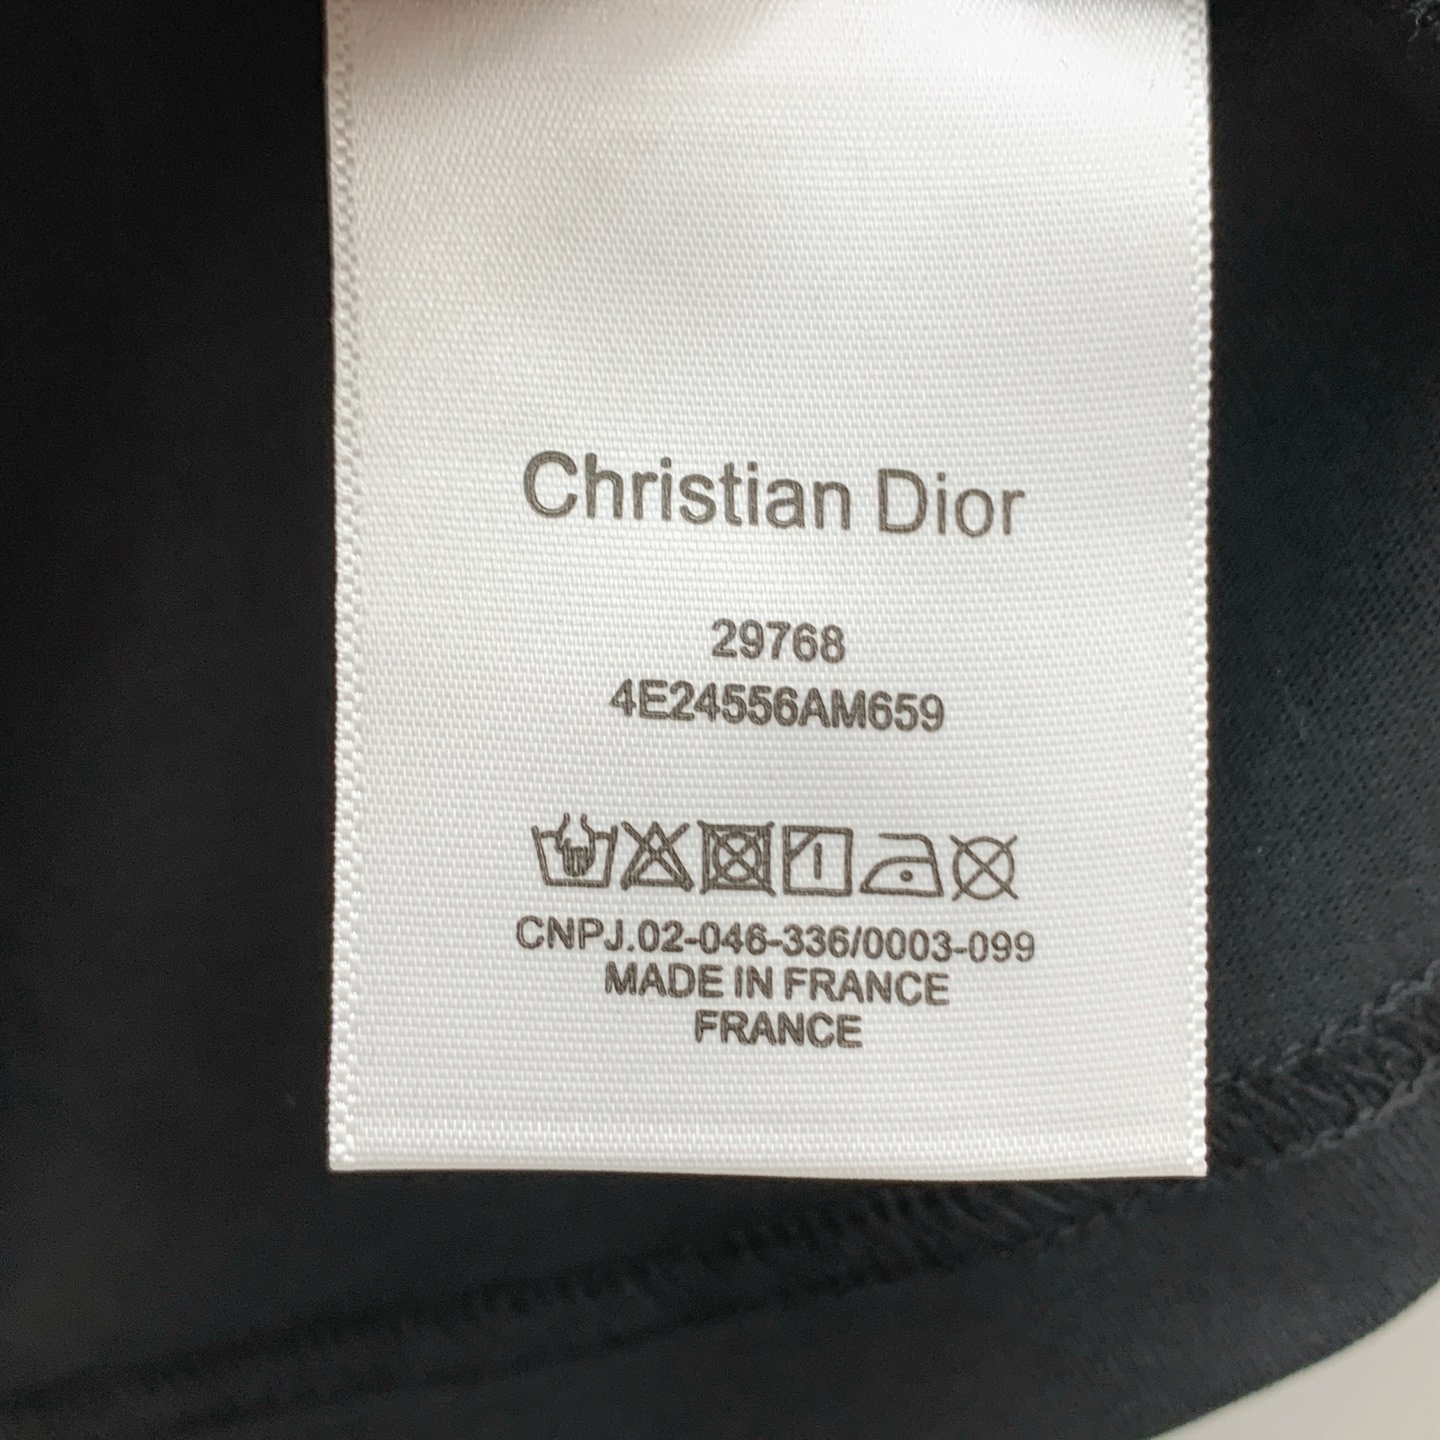 Christian Dior
29768
4E24556AM659
CNPJ.02-046-336/0003-099
MADE IN FRANCE
FRANCE